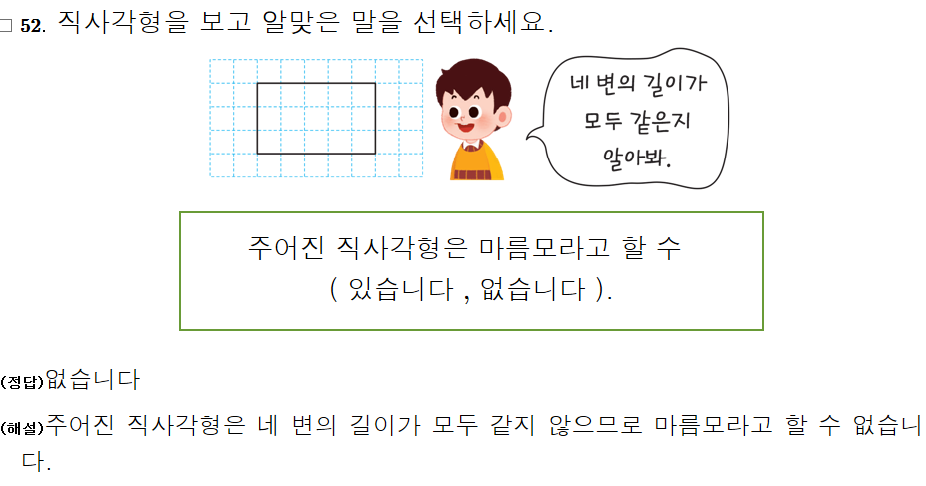 □ 52. 직사각형을 보고 알맞은 말을 선택하세요.
네 변의 길이가
모두 같은지
알아봐.
주어진 직사각형은 마름모라고 할 수
( 있습니다 , 없습니다 ).
(정답)없습니다
(해설)주어진 직사각형은 네 변의 길이가 모두 같지 않으므로 마름모라고 할 수 없습니
다.